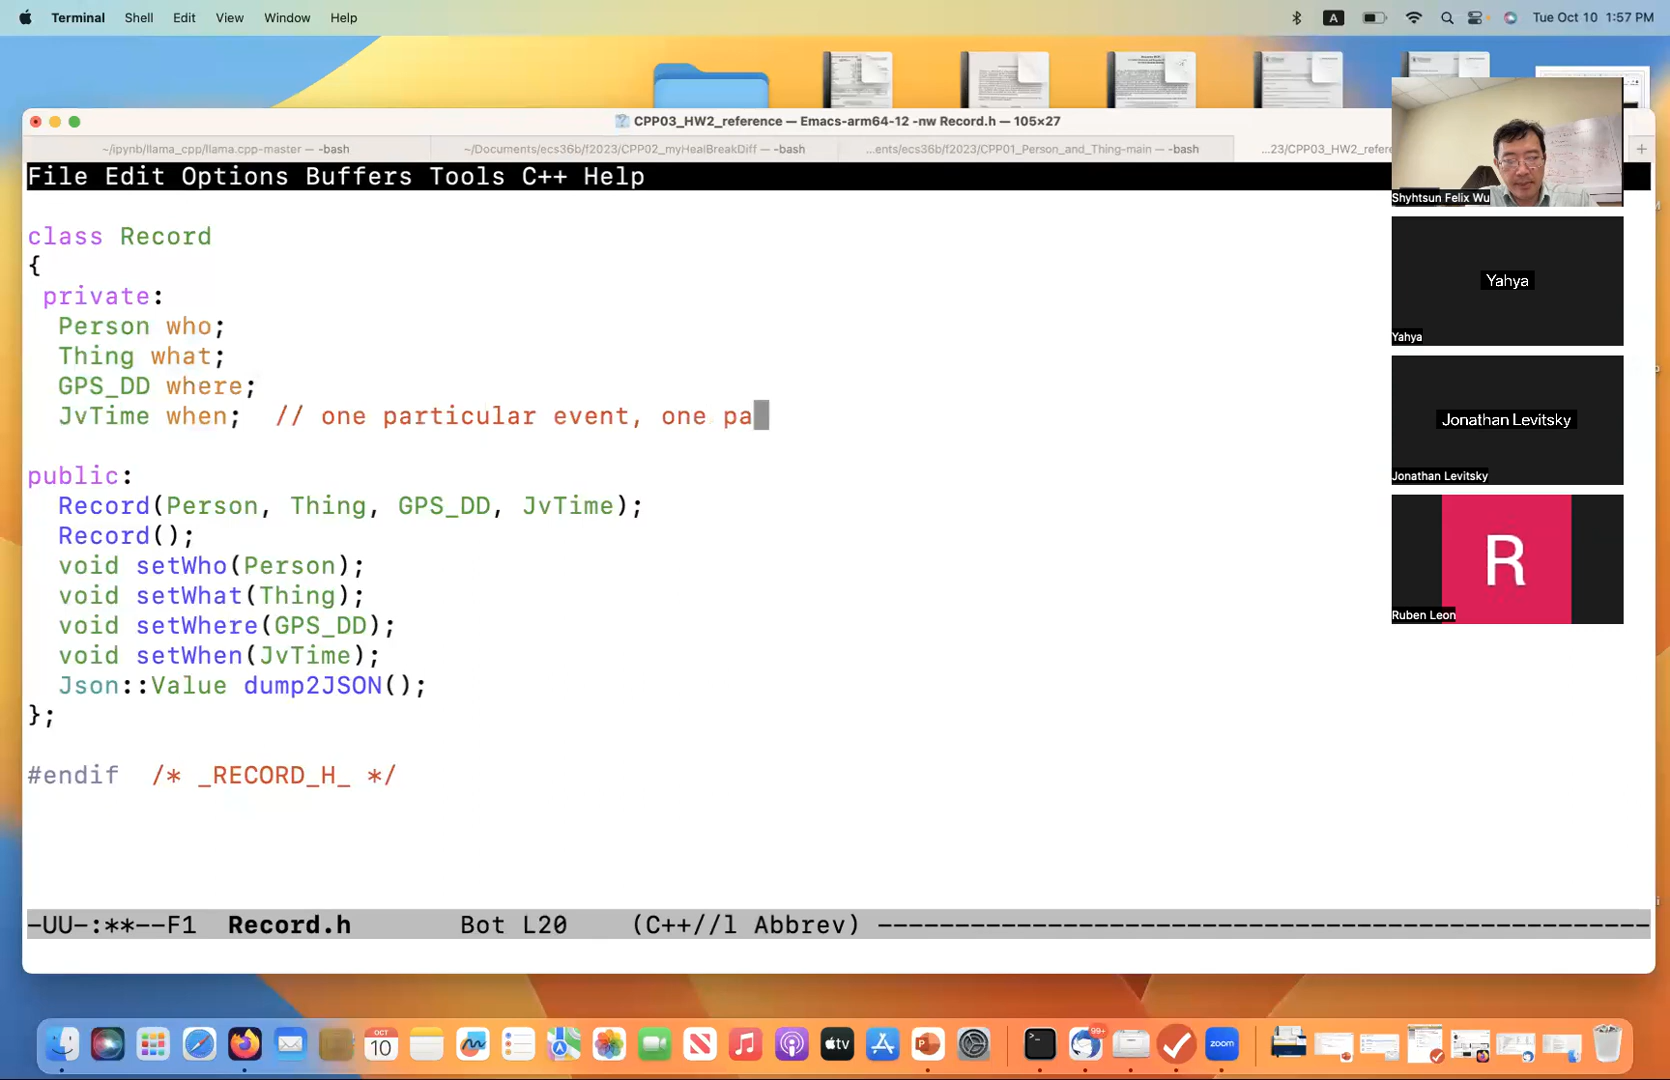 Terminal Shell Edit View Window Help
A
Tue Oct 10 1:57 PM
CPP03_HW2_reference — Emacs-arm64-12 -nw Record.h — 105×27
~/ipynb/llama_cpp/llama.cpp-master — -bash
~/Documents/ecs36b/f2023/CPP02_myHealBreakDiff — -bash
...ents/ecs36b/f2023/CPP01_Person_and_Thing-main — -bash
...23/CPP03_HW2_refere
File Edit Options Buffers Tools C++ Help
class Record
{
private:
Person who;
Thing what;
GPS_DD where;
JvTime when; // one particular event, one pa
public:
Record(Person, Thing, GPS_DD, JvTime);
Record();
void setWho(Person);
void setWhat(Thing);
void setWhere(GPS_DD);
void setWhen(JvTime);
Json::Value dump2JSON();
};
#endif /* _RECORD_H_ */
-UU-:**--F1 Record.h Bot L20 (C++//l Abbrev) --------------------------------------------------
Shyhtsun Felix Wu
Yahya
Yahya
Jonathan Levitsky
Jonathan Levitsky
R
Ruben Leon
OCT
10
tv
99+
zoom